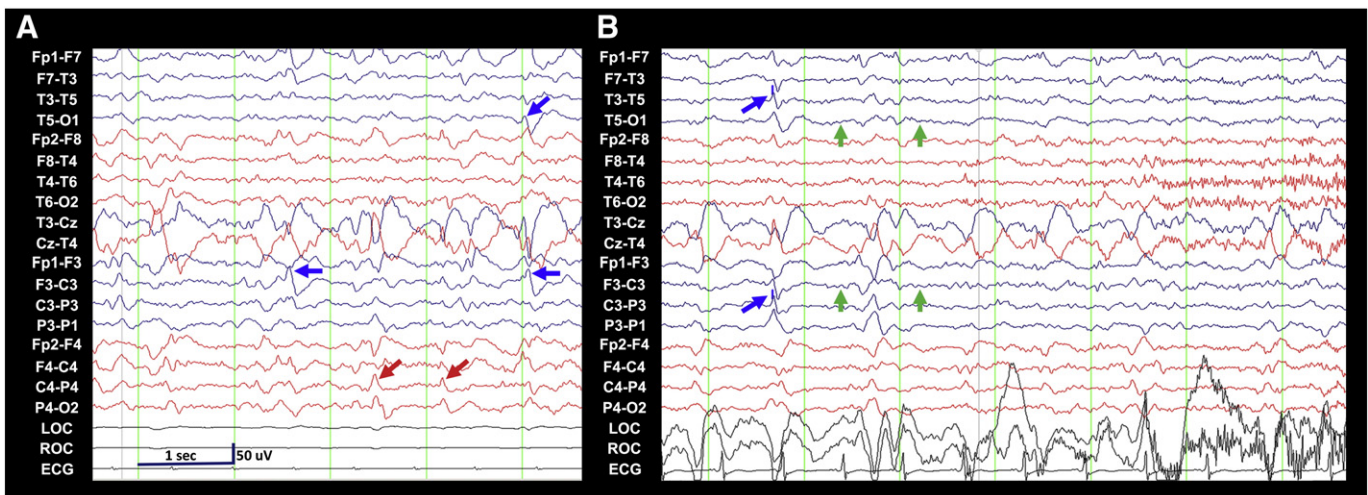 A
Fp1-F7
F7-T3
T3-T5
T5-O1
Fp2-F8
F8-T4
T4-T6
T6-O2
T3-Cz
Cz-T4
Fp1-F3
F3-C3
C3-P3
P3-P1
Fp2-F4
F4-C4
C4-P4
P4-O2
LOC
ROC
ECG
1 sec
50 uV
B
Fp1-F7
F7-T3
T3-T5
T5-O1
Fp2-F8
F8-T4
T4-T6
T6-O2
T3-Cz
Cz-T4
Fp1-F3
F3-C3
C3-P3
P3-P1
Fp2-F4
F4-C4
C4-P4
P4-O2
LOC
ROC
ECG